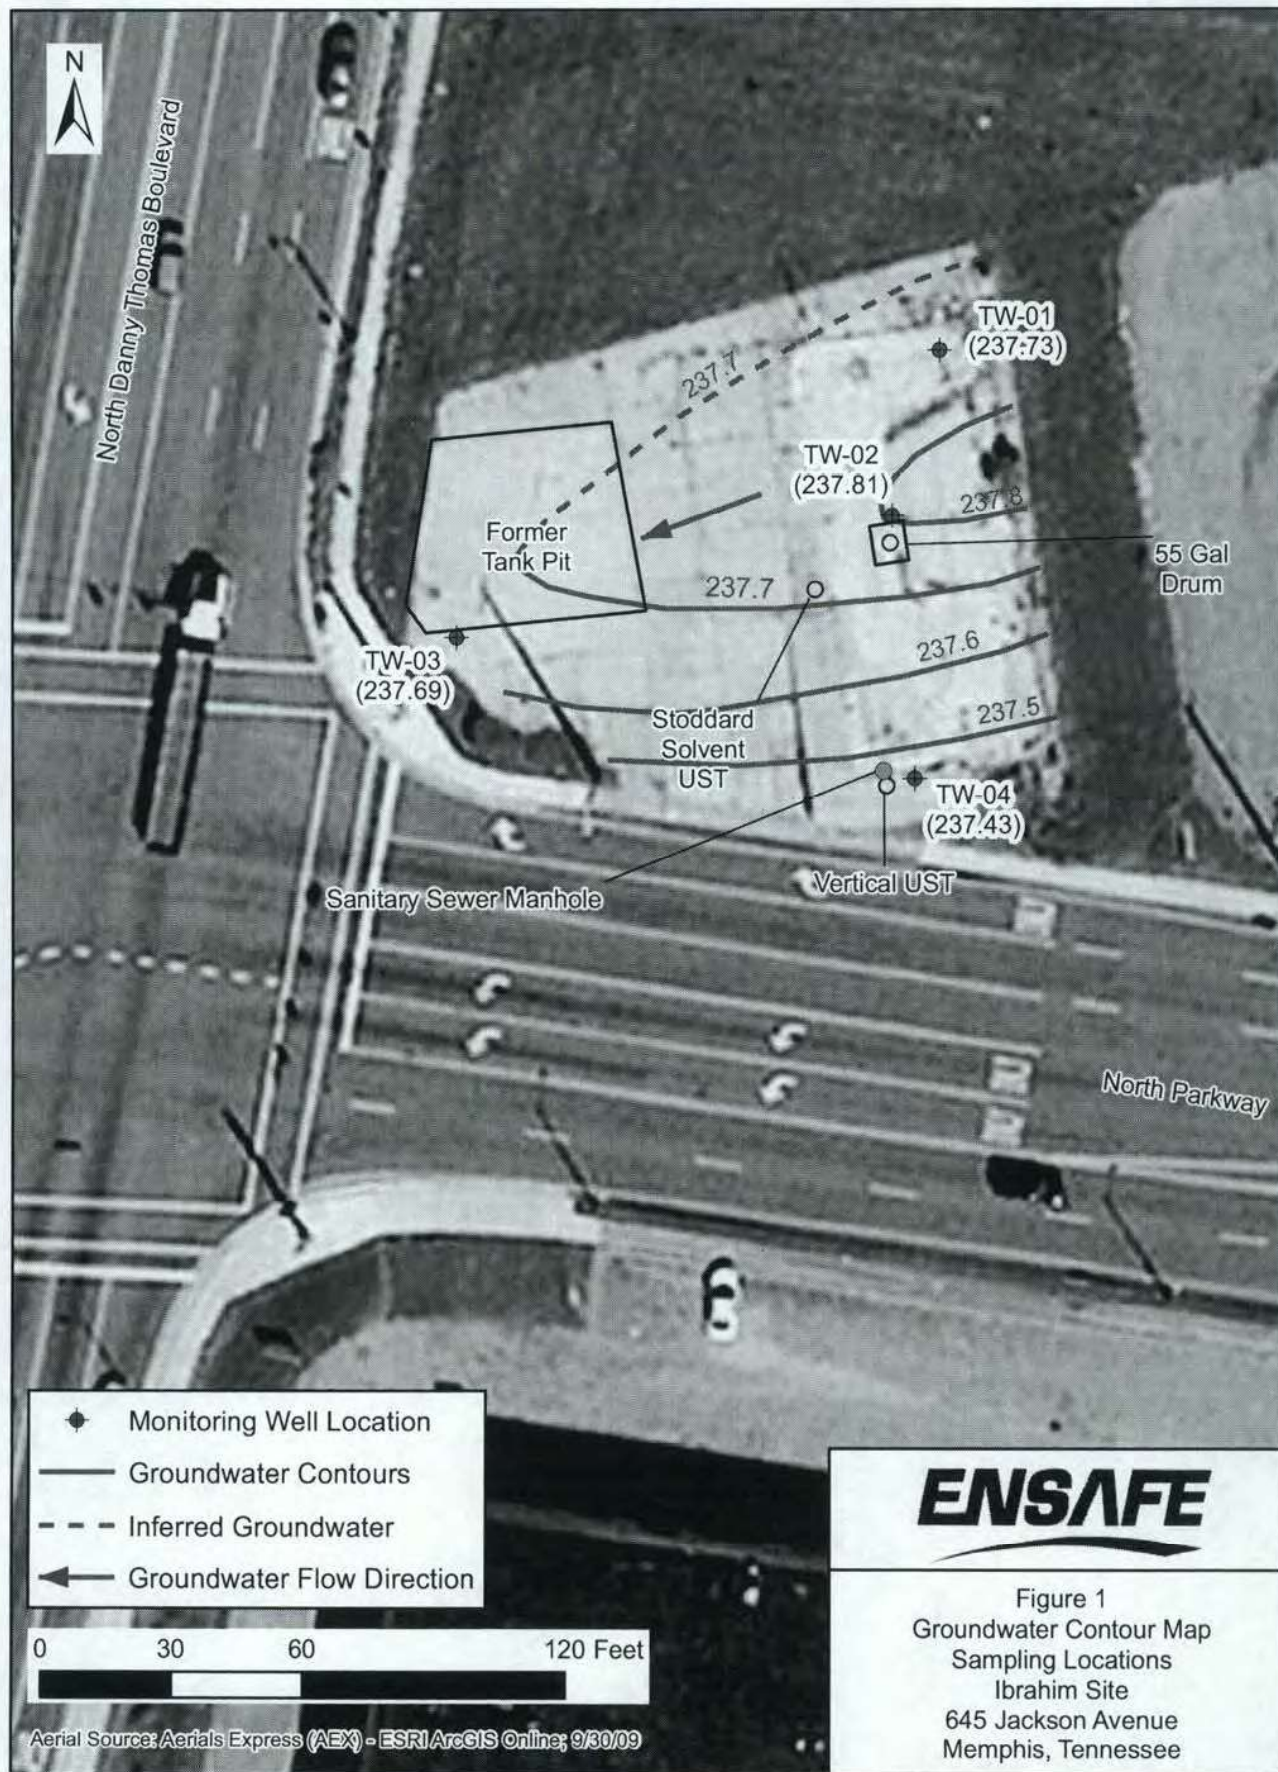 N
North Danny Thomas Boulevard
TW-01
(237.73)
237.7
TW-02
(237.81)
237.8
Former
Tank Pit
55 Gal
Drum
237.7
237.6
TW-03
(237.69)
Stoddard
Solvent
UST
237.5
TW-04
(237.43)
Sanitary Sewer Manhole
Vertical UST
North Parkway
Monitoring Well Location
Groundwater Contours
Inferred Groundwater
Groundwater Flow Direction
0 30 60 120 Feet
Aerial Source: Aerials Express (AEX) - ESRI ArcGIS Online; 9/30/09
ENSAFE
Figure 1
Groundwater Contour Map
Sampling Locations
Ibrahim Site
645 Jackson Avenue
Memphis, Tennessee